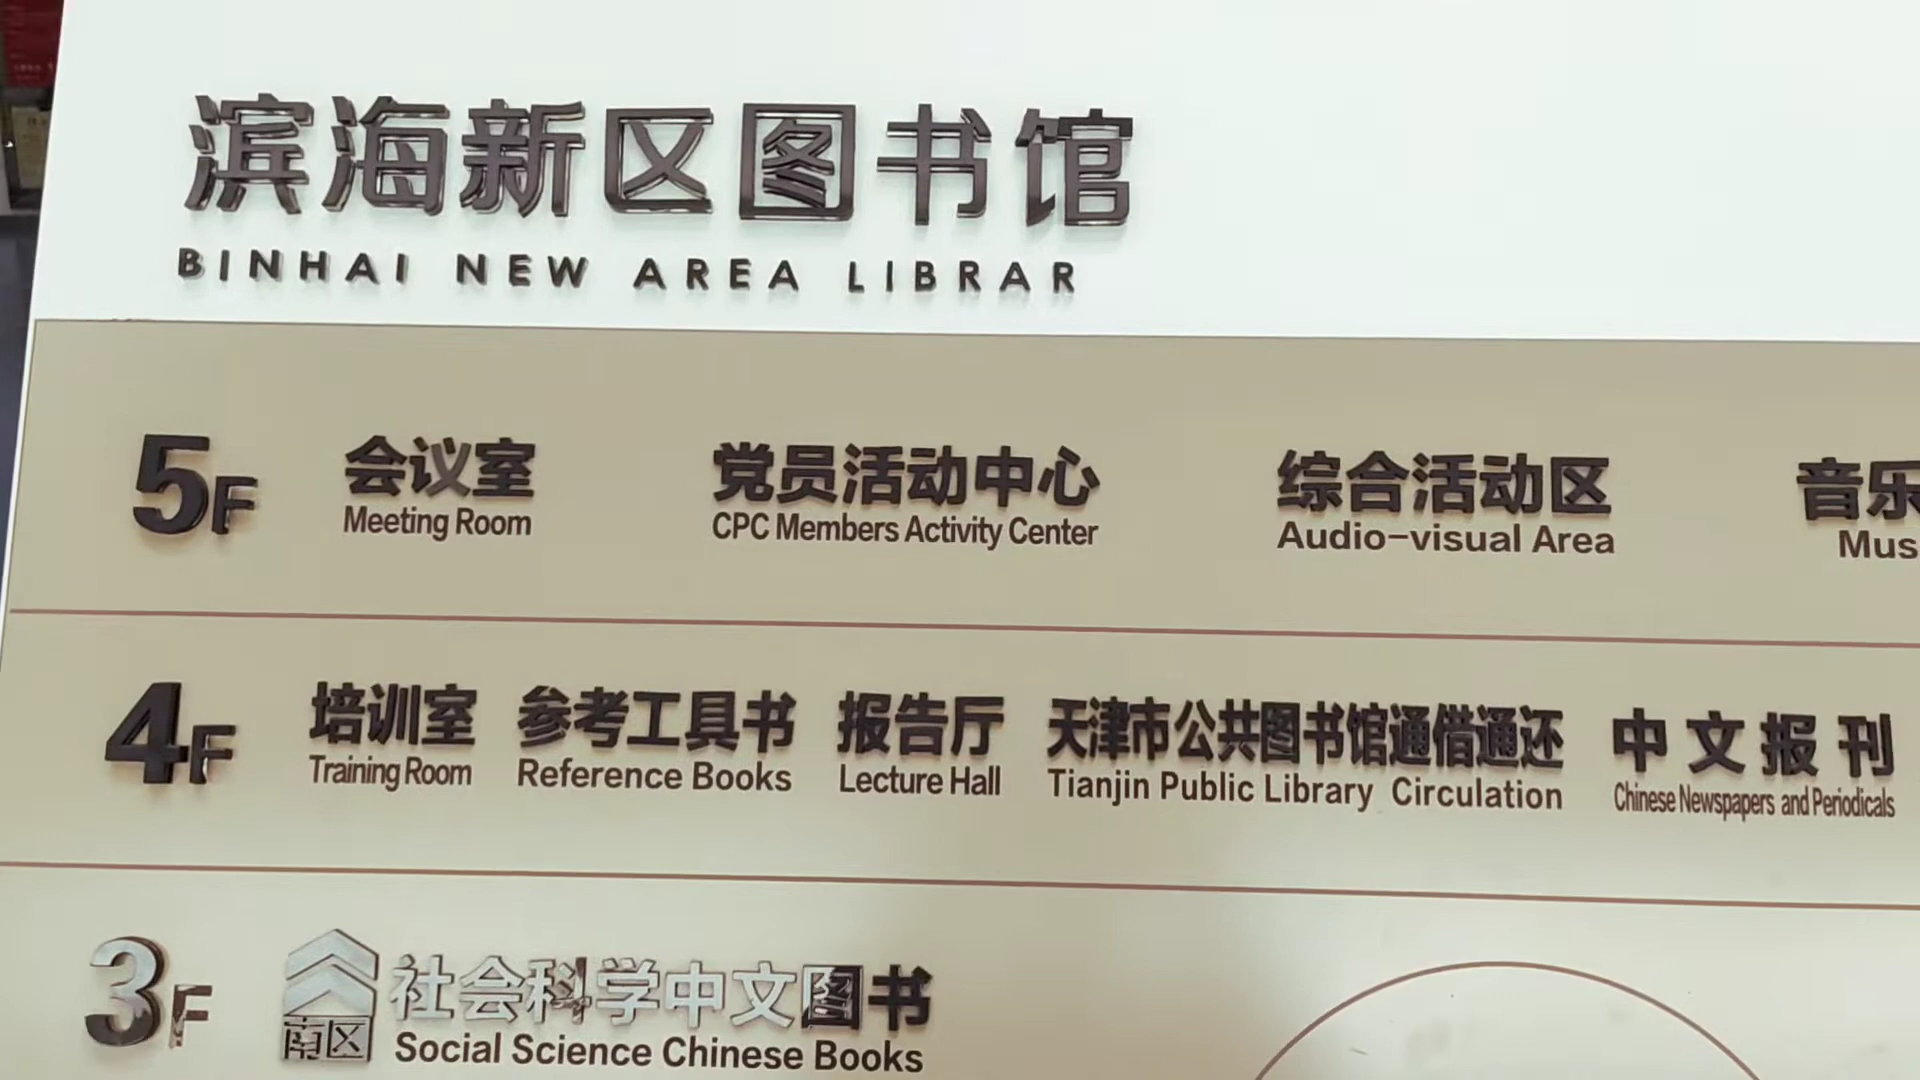 滨海新区图书馆
BINHAI NEW AREA LIBRAR
5F 会议室 党员活动中心 综合活动区 音乐
Meeting Room CPC Members Activity Center Audio-visual Area Mus
4F 培训室 参考工具书 报告厅 天津市公共图书馆通借通还 中文报刊
Training Room Reference Books Lecture Hall Tianjin Public Library Circulation Chinese Newspapers and Periodicals
3F 南区 社会科学中文图书
Social Science Chinese Books